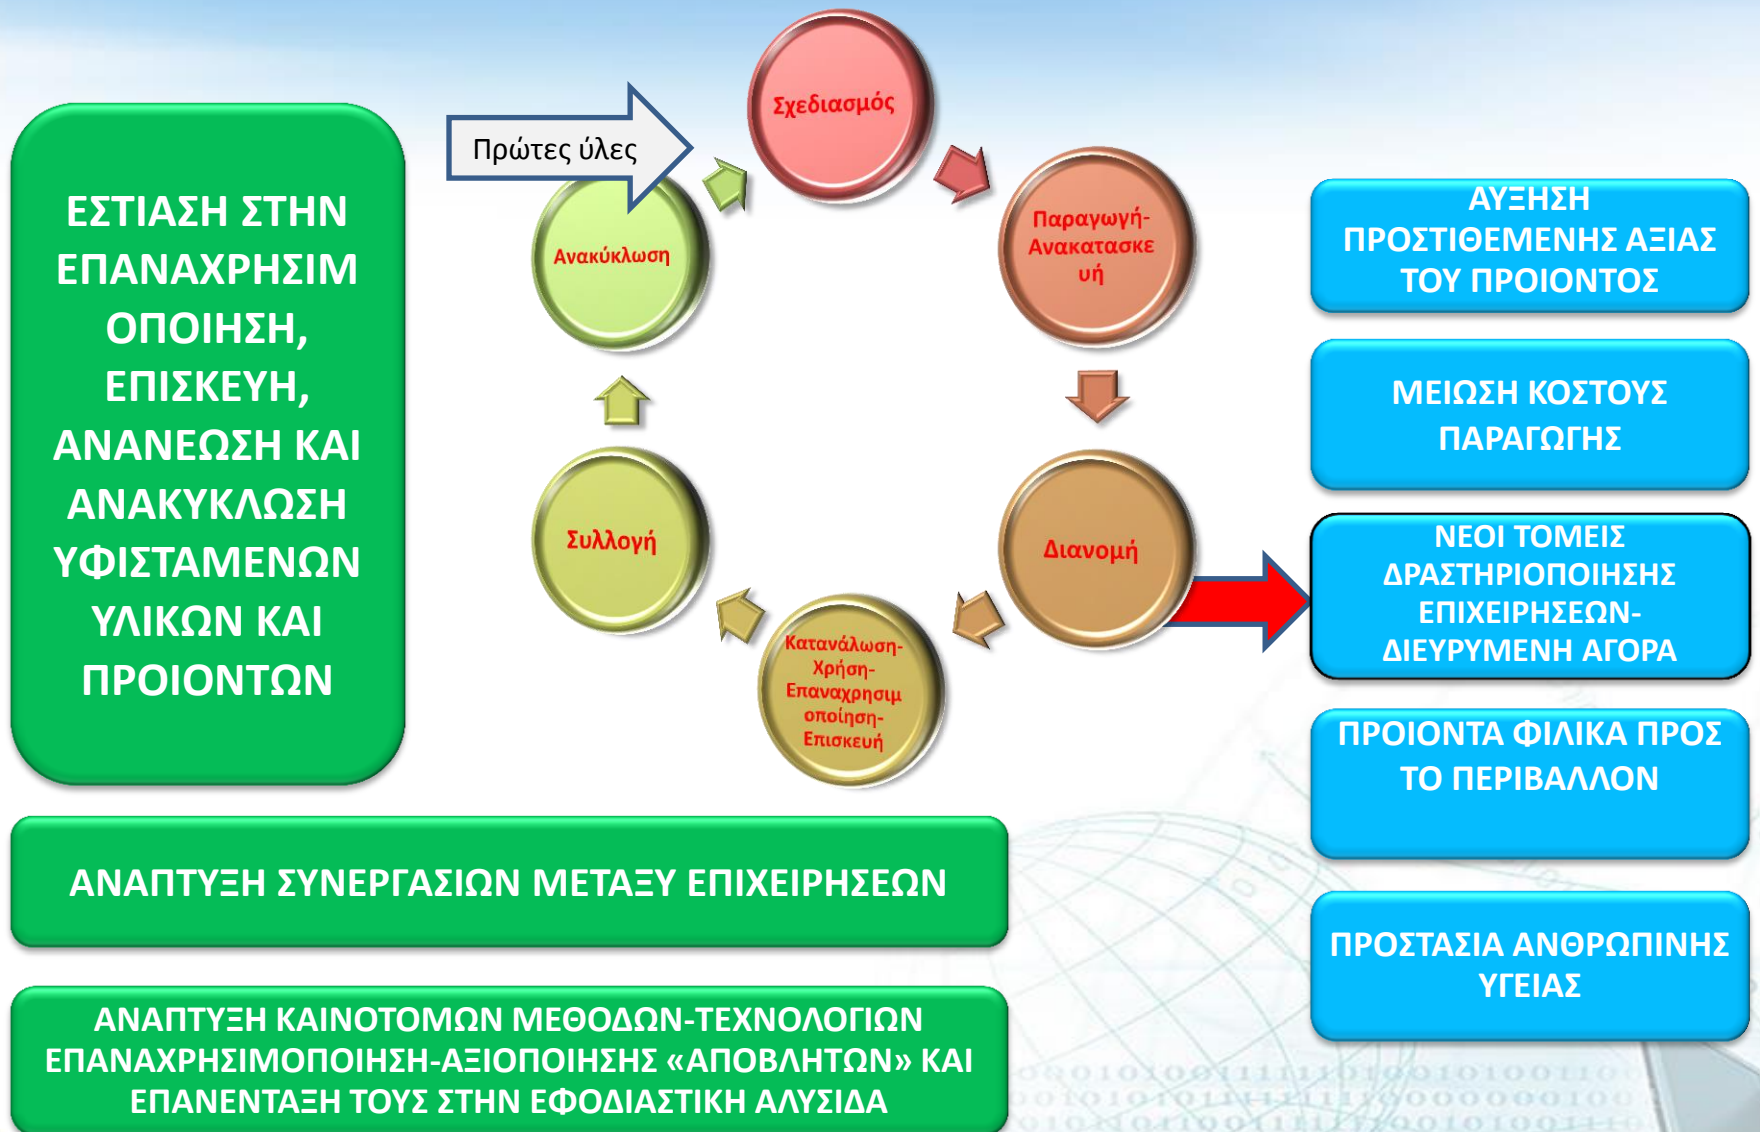 ΕΣΤΙΑΣΗ ΣΤΗΝ
ΕΠΑΝΑΧΡΗΣΙΜ
ΟΠΟΙΗΣΗ,
ΕΠΙΣΚΕΥΗ,
ΑΝΑΝΕΩΣΗ ΚΑΙ
ΑΝΑΚΥΚΛΩΣΗ
ΥΦΙΣΤΑΜΕΝΩΝ
ΥΛΙΚΩΝ ΚΑΙ
ΠΡΟΙΟΝΤΩΝ
Πρώτες ύλες
Σχεδιασμός
Παραγωγή-
Ανακατασκε
υή
Διανομή
Κατανάλωση-
Χρήση-
Επαναχρησιμ
οποίηση-
Επισκευή
Συλλογή
Ανακύκλωση
ΑΥΞΗΣΗ
ΠΡΟΣΤΙΘΕΜΕΝΗΣ ΑΞΙΑΣ
ΤΟΥ ΠΡΟΙΟΝΤΟΣ
ΜΕΙΩΣΗ ΚΟΣΤΟΥΣ
ΠΑΡΑΓΩΓΗΣ
ΝΕΟΙ ΤΟΜΕΙΣ
ΔΡΑΣΤΗΡΙΟΠΟΙΗΣΗΣ
ΕΠΙΧΕΙΡΗΣΕΩΝ-
ΔΙΕΥΡΥΜΕΝΗ ΑΓΟΡΑ
ΠΡΟΙΟΝΤΑ ΦΙΛΙΚΑ ΠΡΟΣ
ΤΟ ΠΕΡΙΒΑΛΛΟΝ
ΠΡΟΣΤΑΣΙΑ ΑΝΘΡΩΠΙΝΗΣ
ΥΓΕΙΑΣ
ΑΝΑΠΤΥΞΗ ΣΥΝΕΡΓΑΣΙΩΝ ΜΕΤΑΞΥ ΕΠΙΧΕΙΡΗΣΕΩΝ
ΑΝΑΠΤΥΞΗ ΚΑΙΝΟΤΟΜΩΝ ΜΕΘΟΔΩΝ-ΤΕΧΝΟΛΟΓΙΩΝ
ΕΠΑΝΑΧΡΗΣΙΜΟΠΟΙΗΣΗ-ΑΞΙΟΠΟΙΗΣΗΣ «ΑΠΟΒΛΗΤΩΝ» ΚΑΙ
ΕΠΑΝΕΝΤΑΞΗ ΤΟΥΣ ΣΤΗΝ ΕΦΟΔΙΑΣΤΙΚΗ ΑΛΥΣΙΔΑ